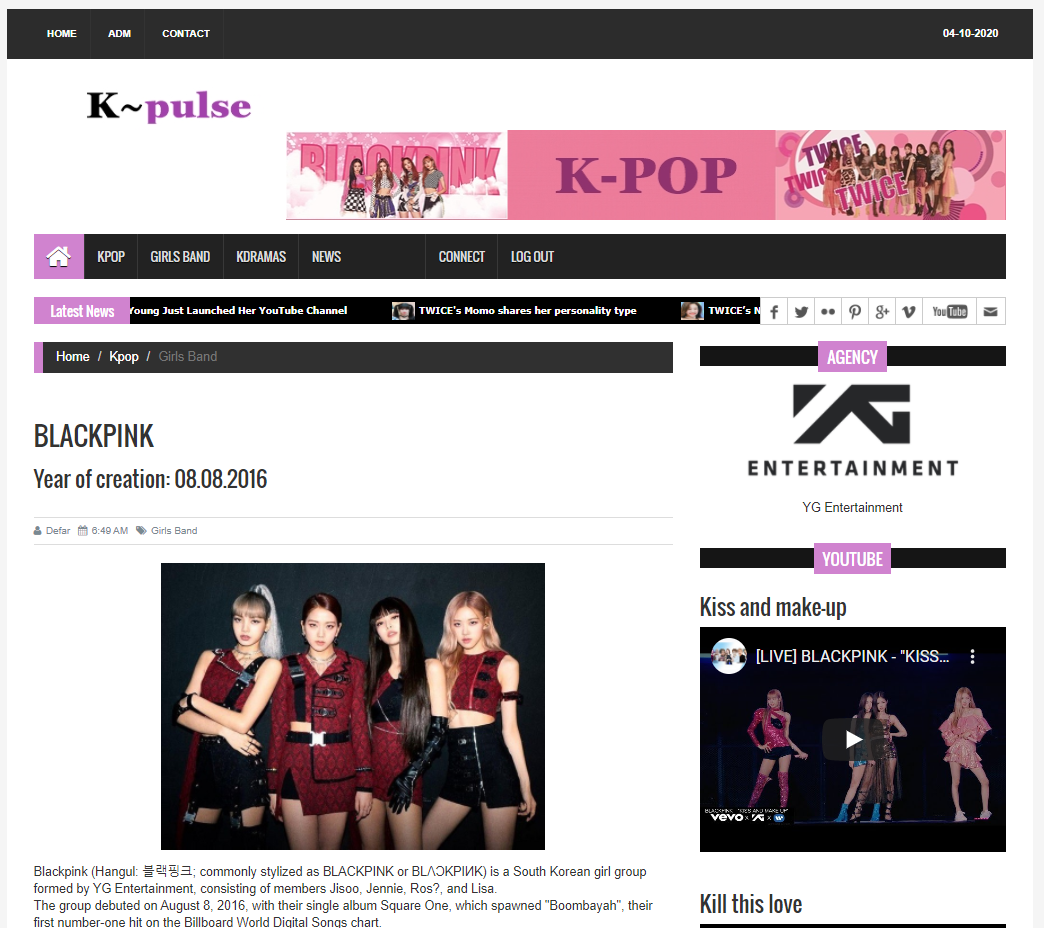 HOME ADM CONTACT 04-10-2020
K~pulse
BLACKPINK K-POP TWICE
TWICE
TWICE
TWICE
KPOP GIRLS BAND KDRAMAS NEWS CONNECT LOG OUT
Latest News Young Just Launched Her YouTube Channel TWICE's Momo shares her personality type TWICE's N
You Tube
Home / Kpop / Girls Band
BLACKPINK
Year of creation: 08.08.2016
Defar 6:49 AM Girls Band
Blackpink (Hangul: 블랙핑크; commonly stylized as BLACKPINK or BLΛƆKPIИK) is a South Korean girl group
formed by YG Entertainment, consisting of members Jisoo, Jennie, Ros?, and Lisa.
The group debuted on August 8, 2016, with their single album Square One, which spawned "Boombayah", their
first number-one hit on the Billboard World Digital Songs chart.
AGENCY
YG
ENTERTAINMENT
YG Entertainment
YOUTUBE
Kiss and make-up
[LIVE] BLACKPINK - "KISS...
BLACKPINK "KISS AND MAKE UP"
vevo x YG x
Kill this love